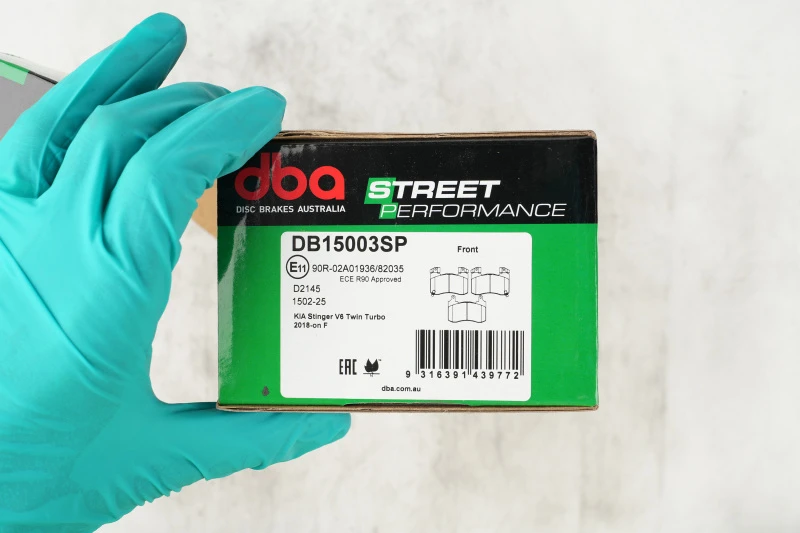 dba
DISC BRAKES AUSTRALIA
STREET
PERFORMANCE
DB15003SP
Front
E11 90R-02A01936/82035
ECE R90 Approved
D2145
1502-25
KIA Stinger V6 Twin Turbo
2018-on F
EAC
9 316391 439772
dba.com.au